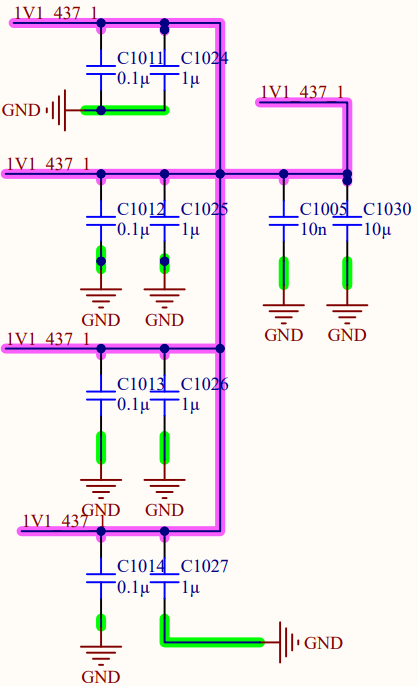 1V1_437_1
C1011 C1024
0.1µ 1µ
GND
1V1_437_1
1V1_437_1
C1012 C1025 C1005 C1030
0.1µ 1µ 10n 10µ
GND GND GND GND
1V1_437_1
C1013 C1026
0.1µ 1µ
GND GND
1V1_437_1
C1014 C1027
0.1µ 1µ
GND
GND